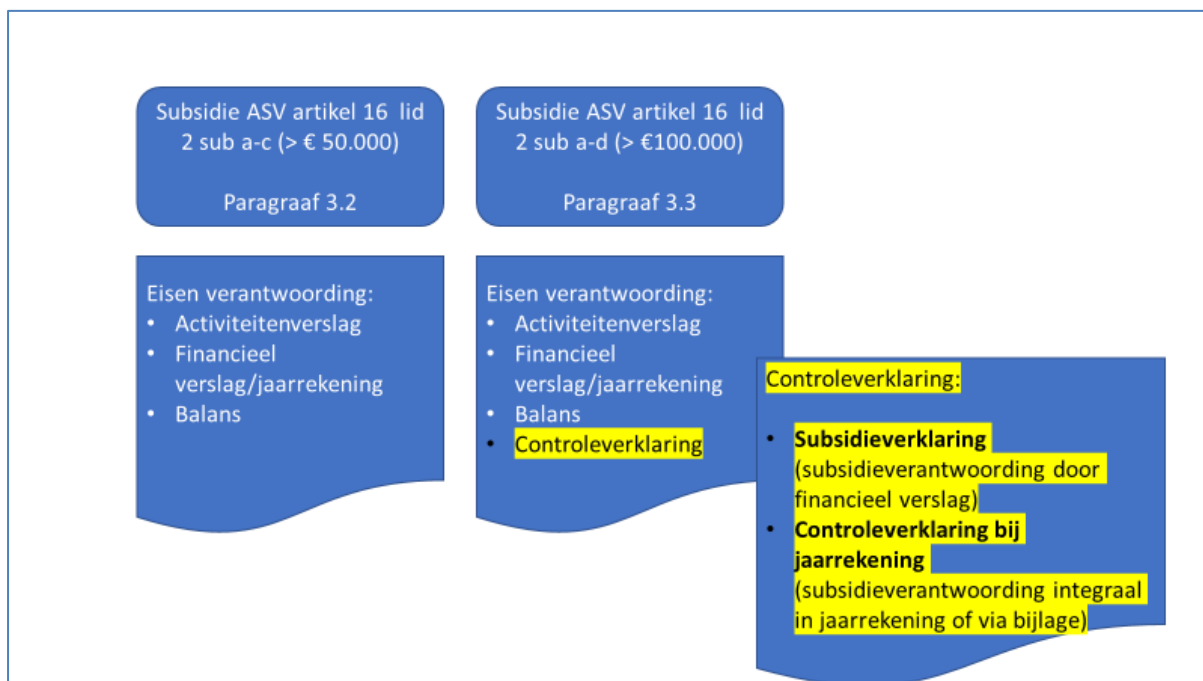 Subsidie ASV artikel 16 lid
2 sub a-c (> € 50.000)
Paragraaf 3.2
Subsidie ASV artikel 16 lid
2 sub a-d (> €100.000)
Paragraaf 3.3
Eisen verantwoording:
• Activiteitenverslag
• Financieel
verslag/jaarrekening
• Balans
Eisen verantwoording:
• Activiteitenverslag
• Financieel
verslag/jaarrekening
• Balans
• Controleverklaring
Controleverklaring:
• Subsidieverklaring
(subsidieverantwoording door
financieel verslag)
• Controleverklaring bij
jaarrekening
(subsidieverantwoording integraal
in jaarrekening of via bijlage)